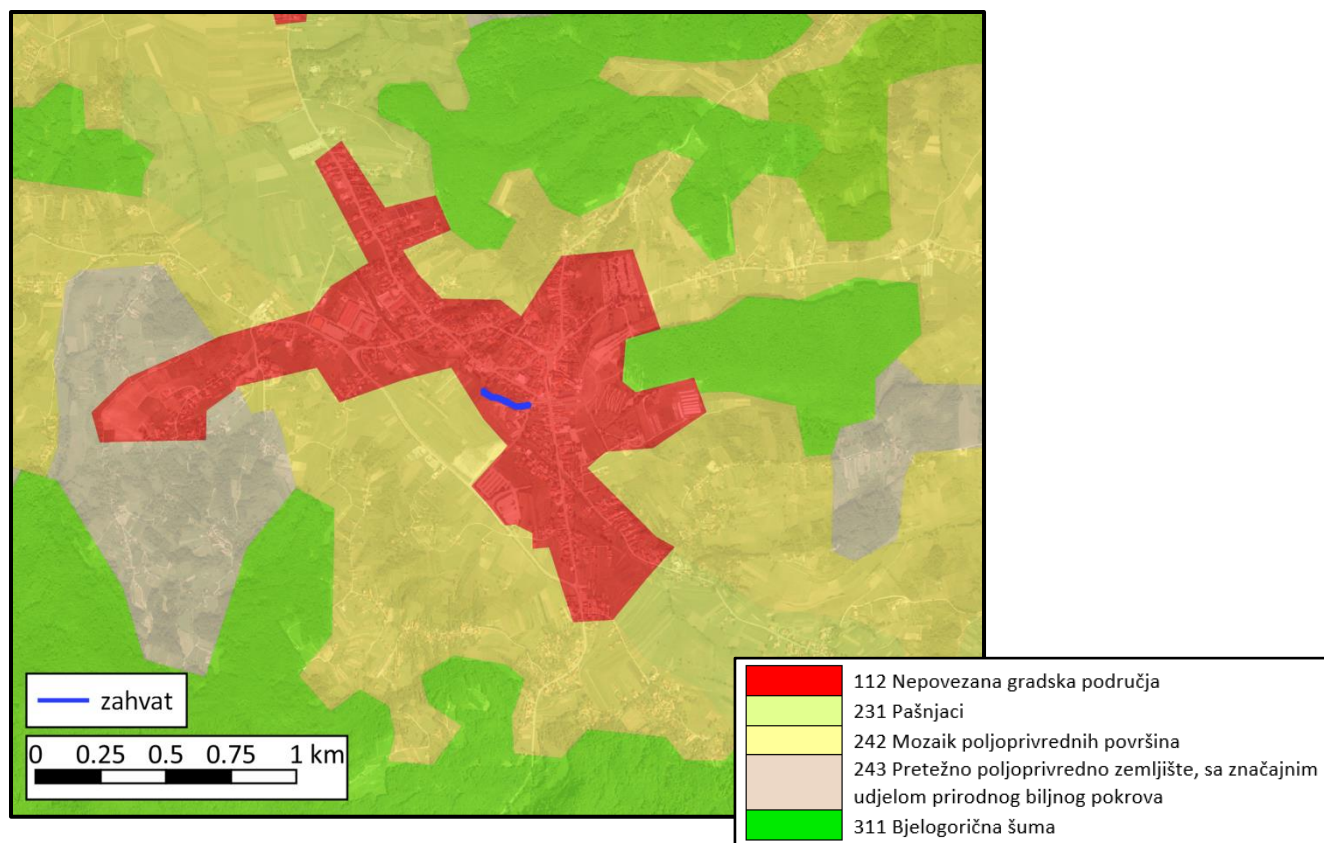 zahvat
0 0.25 0.5 0.75 1 km
112 Nepovezana gradska područja
231 Pašnjaci
242 Mozaik poljoprivrednih površina
243 Pretežno poljoprivredno zemljište, sa značajnim
udjelom prirodnog biljnog pokrova
311 Bjelogorična šuma